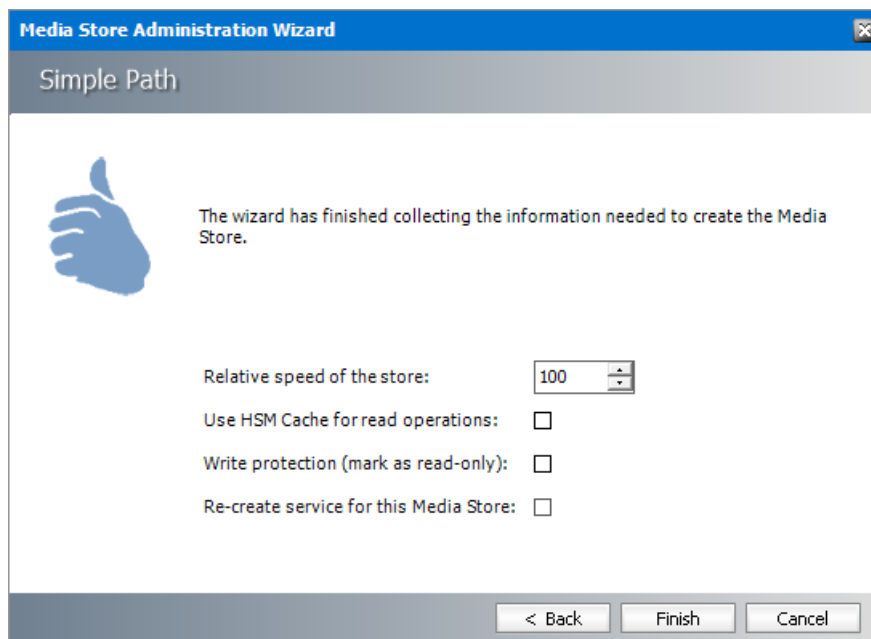 Media Store Administration Wizard
Simple Path
The wizard has finished collecting the information needed to create the Media
Store.
Relative speed of the store:
100
Use HSM Cache for read operations:
Write protection (mark as read-only):
Re-create service for this Media Store:
< Back
Finish
Cancel